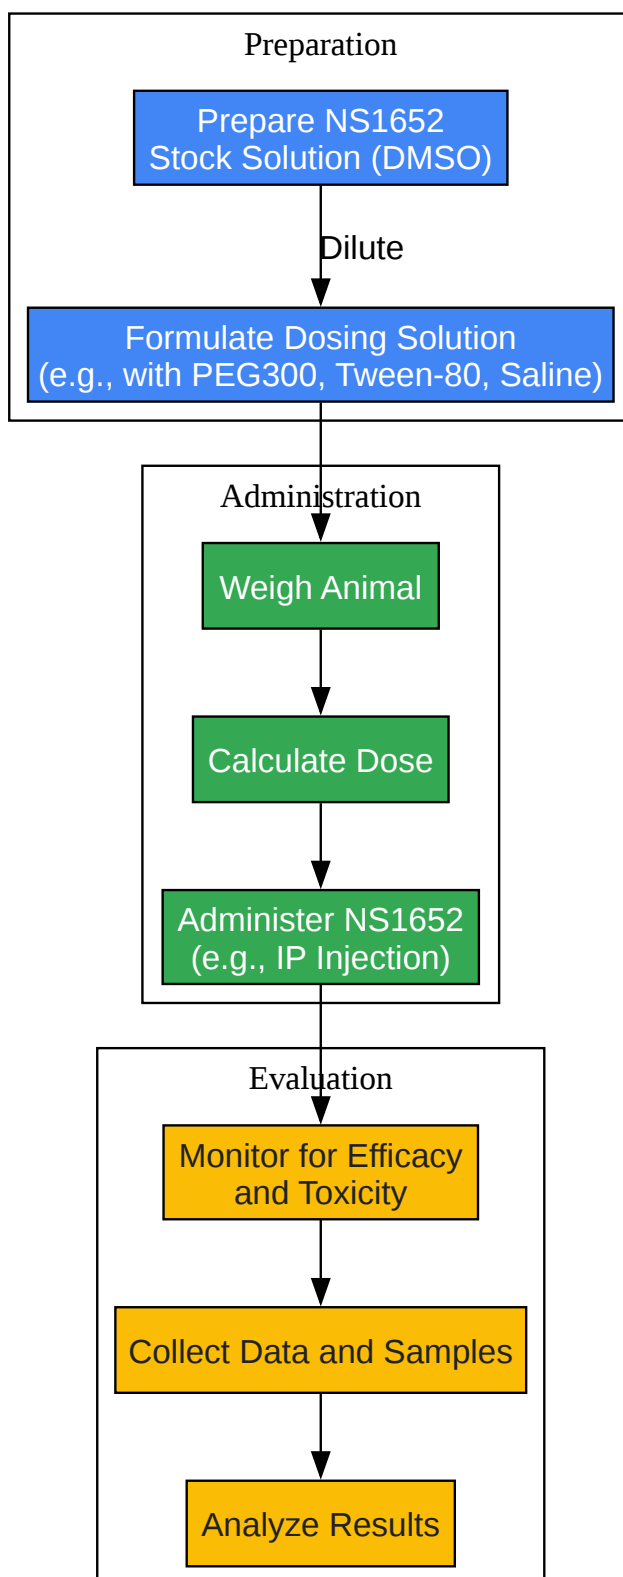 Preparation
Prepare NS1652
Stock Solution (DMSO)
Dilute
Formulate Dosing Solution
(e.g., with PEG300, Tween-80, Saline)
Administration
Weigh Animal
Calculate Dose
Administer NS1652
(e.g., IP Injection)
Evaluation
Monitor for Efficacy
and Toxicity
Collect Data and Samples
Analyze Results